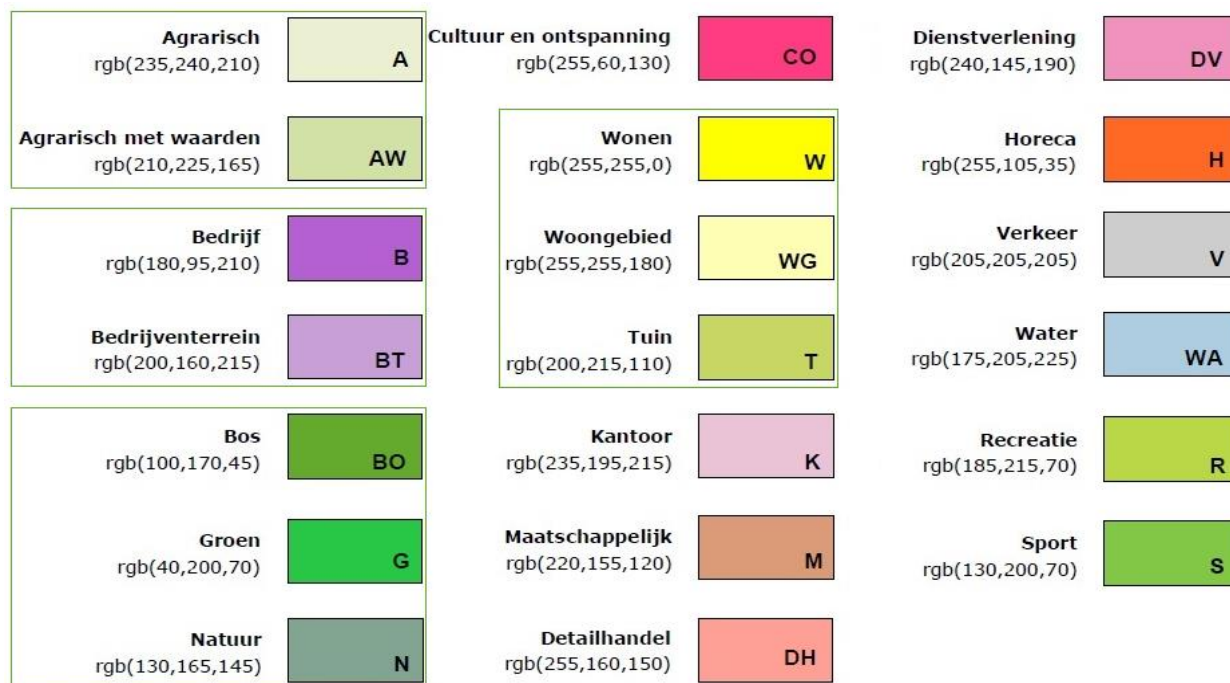 Agrarisch
rgb(235,240,210)
A
Agrarisch met waarden
rgb(210,225,165)
AW
Bedrijf
rgb(180,95,210)
B
Bedrijventerrein
rgb(200,160,215)
BT
Bos
rgb(100,170,45)
BO
Groen
rgb(40,200,70)
G
Natuur
rgb(130,165,145)
N
Cultuur en ontspanning
rgb(255,60,130)
CO
Wonen
rgb(255,255,0)
W
Woongebied
rgb(255,255,180)
WG
Tuin
rgb(200,215,110)
T
Kantoor
rgb(235,195,215)
K
Maatschappelijk
rgb(220,155,120)
M
Detailhandel
rgb(255,160,150)
DH
Dienstverlening
rgb(240,145,190)
DV
Horeca
rgb(255,105,35)
H
Verkeer
rgb(205,205,205)
V
Water
rgb(175,205,225)
WA
Recreatie
rgb(185,215,70)
R
Sport
rgb(130,200,70)
S